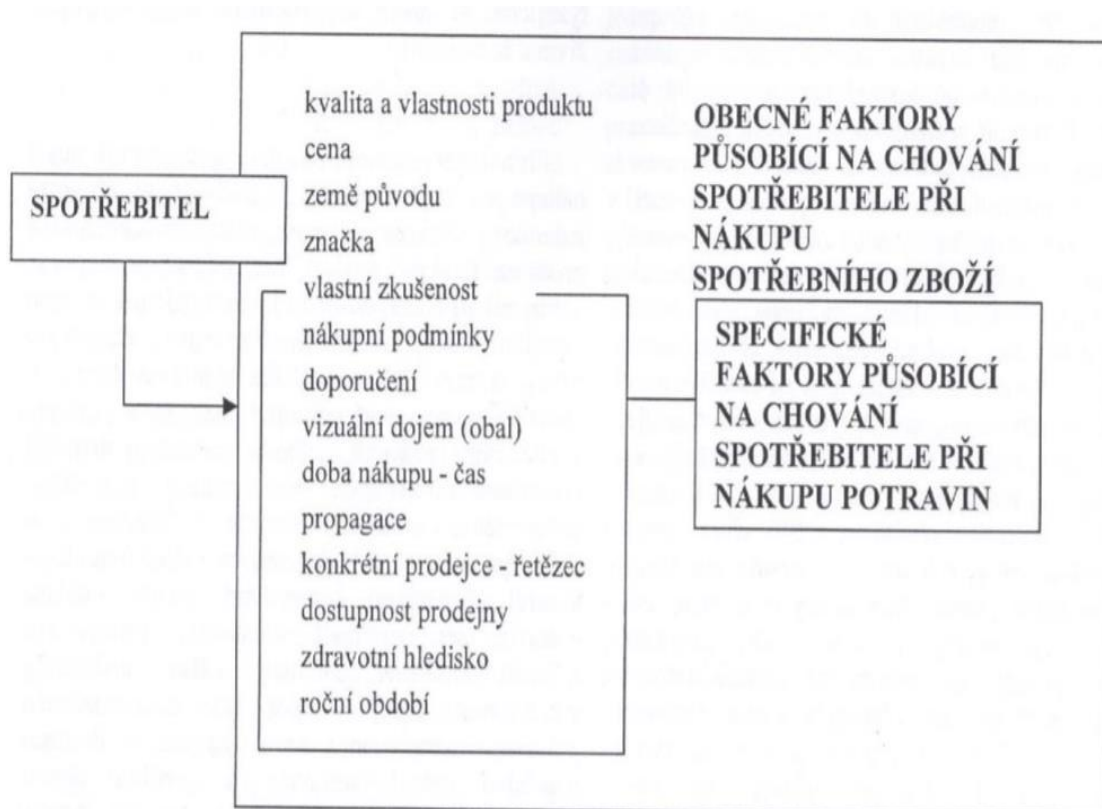 SPOTŘEBITEL
kvalita a vlastnosti produktu
cena
země původu
značka
vlastní zkušenost
nákupní podmínky
doporučení
vizuální dojem (obal)
doba nákupu - čas
propagace
konkrétní prodejce - řetězec
dostupnost prodejny
zdravotní hledisko
roční období
OBECNÉ FAKTORY
PŮSOBÍCÍ NA CHOVÁNÍ
SPOTŘEBITELE PŘI
NÁKUPU
SPOTŘEBNÍHO ZBOŽÍ
SPECIFICKÉ
FAKTORY PŮSOBÍCÍ
NA CHOVÁNÍ
SPOTŘEBITELE PŘI
NÁKUPU POTRAVIN